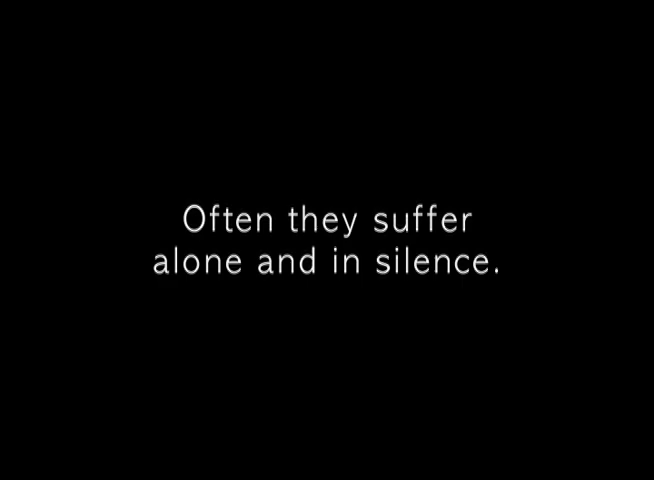 Often they suffer
alone and in silence.